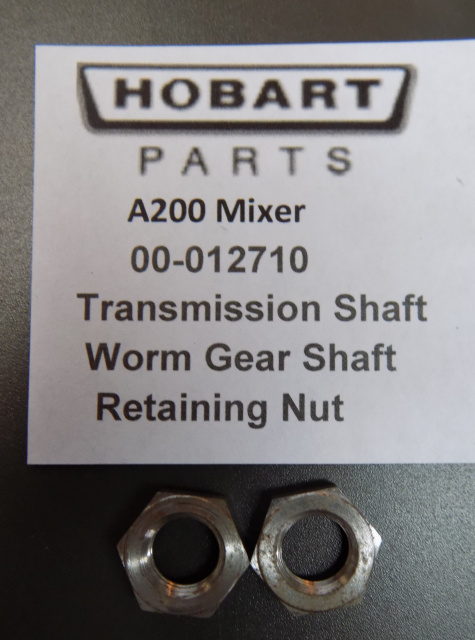 HOBART
PARTS
A200 Mixer
00-012710
Transmission Shaft
Worm Gear Shaft
Retaining Nut